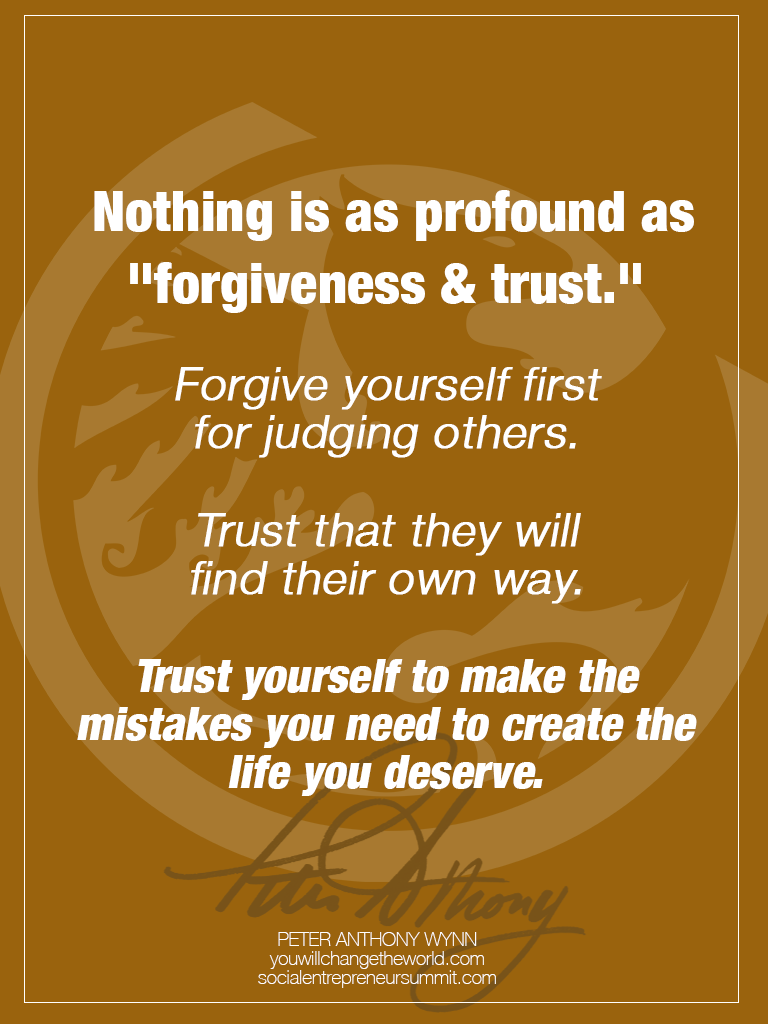 Nothing is as profound as
"forgiveness & trust."
Forgive yourself first
for judging others.
Trust that they will
find their own way.
Trust yourself to make the
mistakes you need to create the
life you deserve.
Peter Anthony
PETER ANTHONY WYNN
youwillchangetheworld.com
socialentrepreneursummit.com